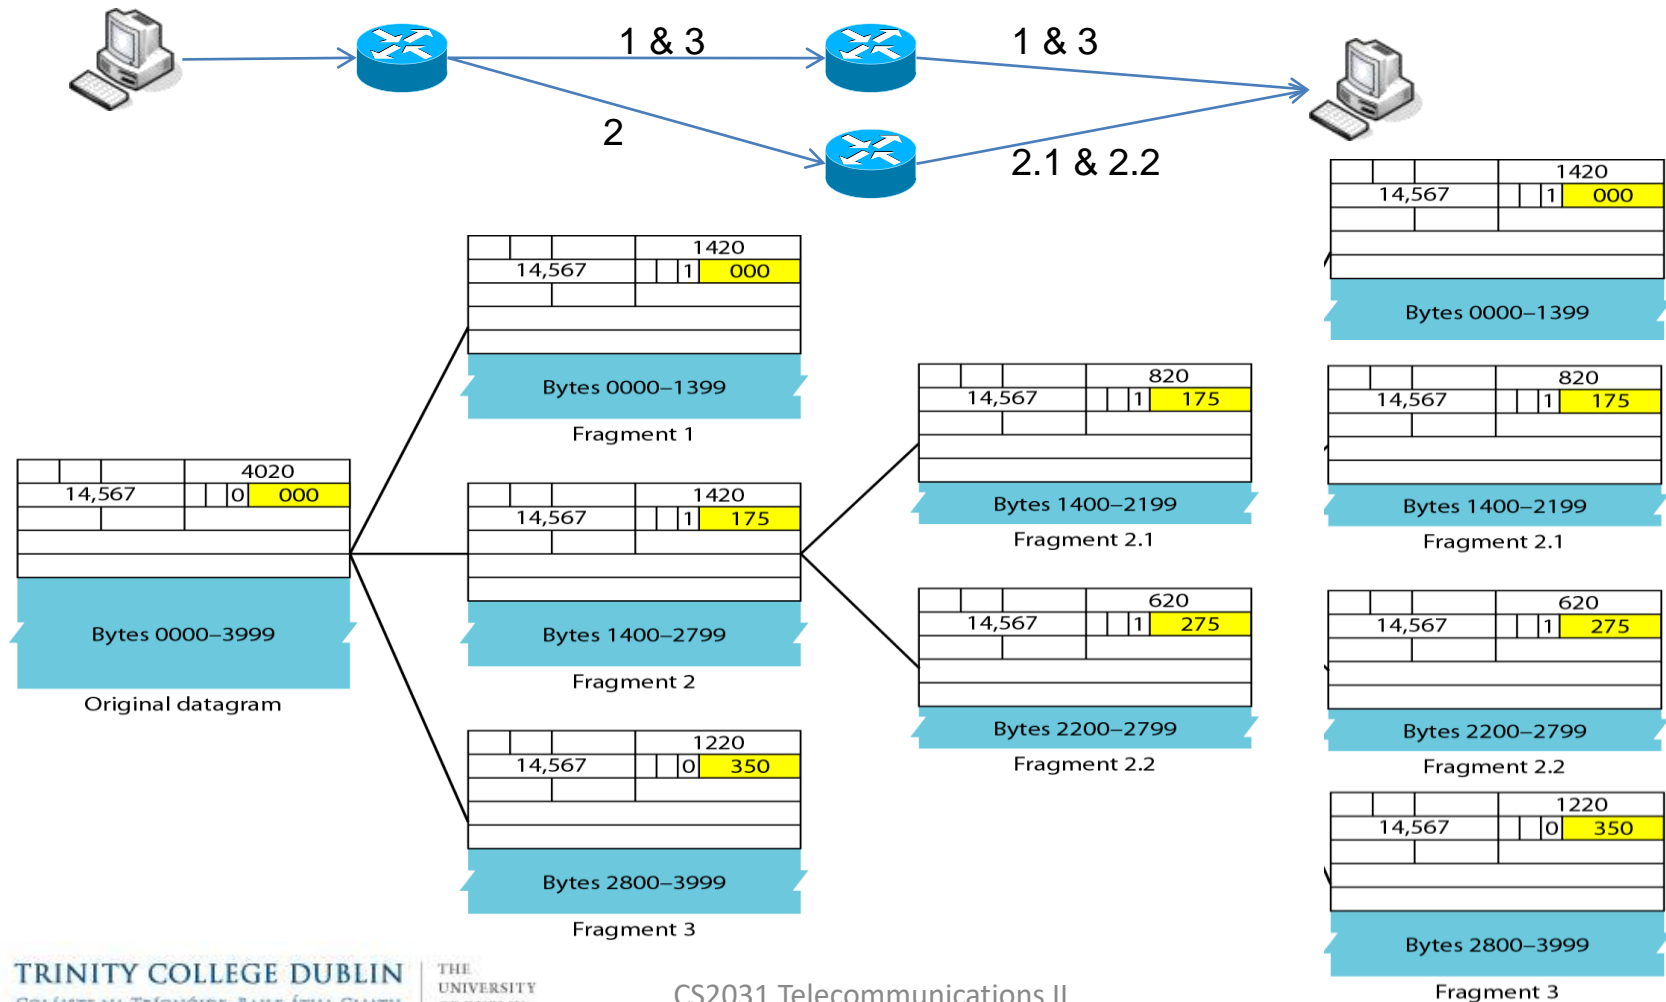 1 & 3
1 & 3
2
2.1 & 2.2
4020
14,567
0
000
Bytes 0000–3999
Original datagram
1420
14,567
1
000
Bytes 0000–1399
Fragment 1
1420
14,567
1
175
Bytes 1400–2799
Fragment 2
1220
14,567
0
350
Bytes 2800–3999
Fragment 3
820
14,567
1
175
Bytes 1400–2199
Fragment 2.1
620
14,567
1
275
Bytes 2200–2799
Fragment 2.2
1420
14,567
1
000
Bytes 0000–1399
820
14,567
1
175
Bytes 1400–2199
Fragment 2.1
620
14,567
1
275
Bytes 2200–2799
Fragment 2.2
1220
14,567
0
350
Bytes 2800–3999
Fragment 3
TRINITY COLLEGE DUBLIN
THE
UNIVERSITY
CS2031 Telecommunications II